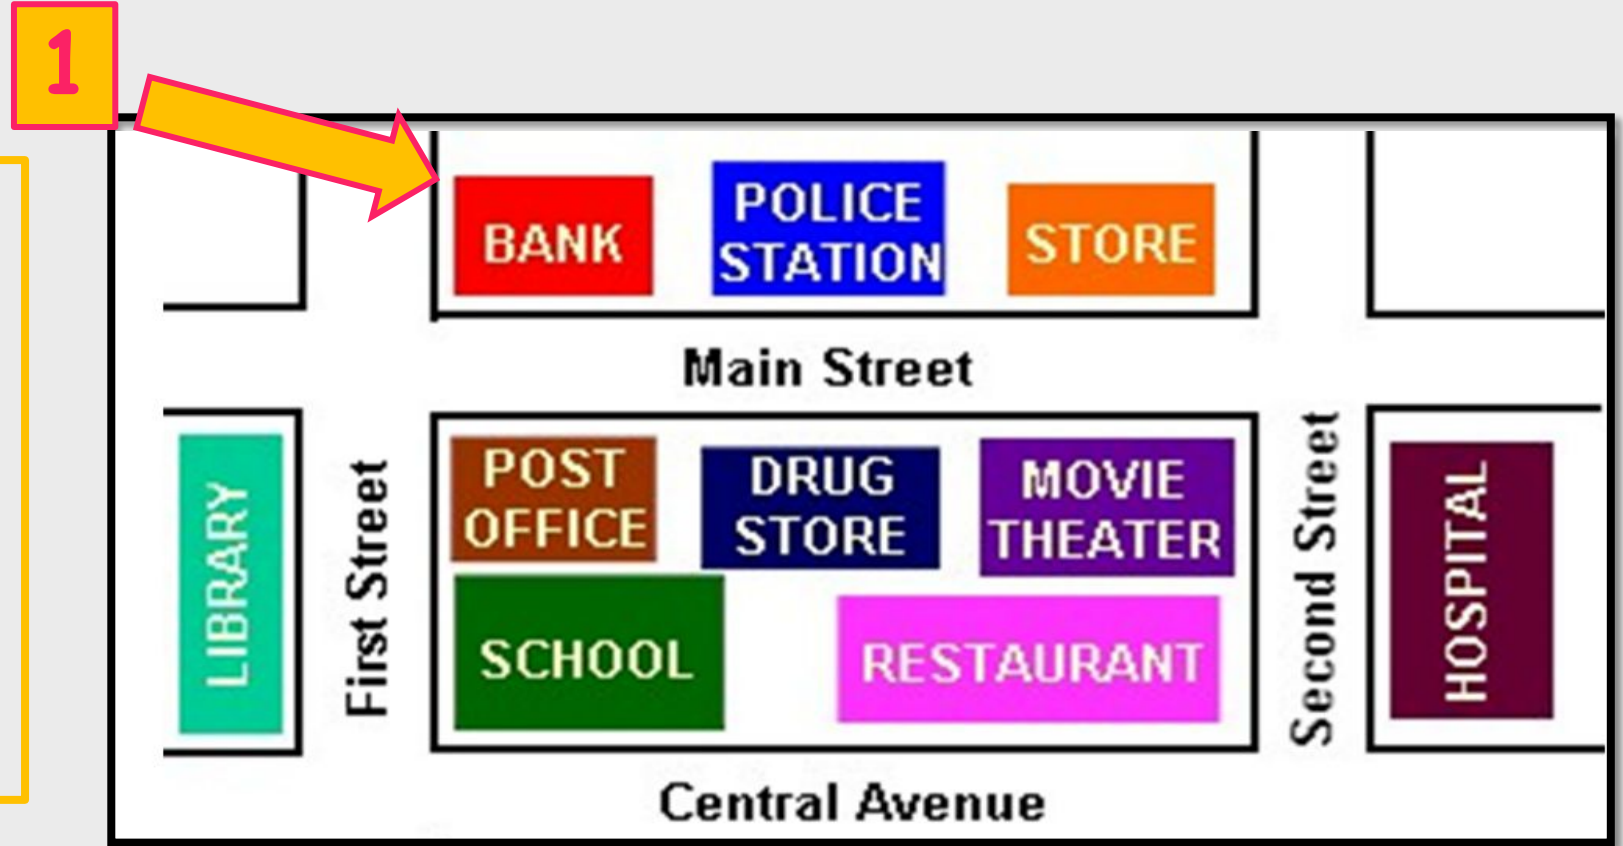 1
BANK
POLICE
STATION
STORE
Main Street
LIBRARY
First Street
POST
OFFICE
DRUG
STORE
MOVIE
THEATER
SCHOOL
RESTAURANT
Second Street
HOSPITAL
Central Avenue